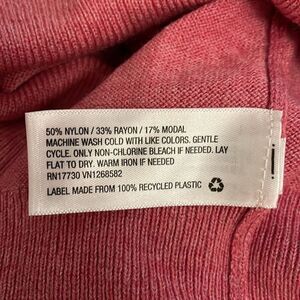 50% NYLON / 33% RAYON / 17% MODAL
MACHINE WASH COLD WITH LIKE COLORS. GENTLE
CYCLE. ONLY NON-CHLORINE BLEACH IF NEEDED. LAY
FLAT TO DRY. WARM IRON IF NEEDED
RN17730 VN1268582
LABEL MADE FROM 100% RECYCLED PLASTIC